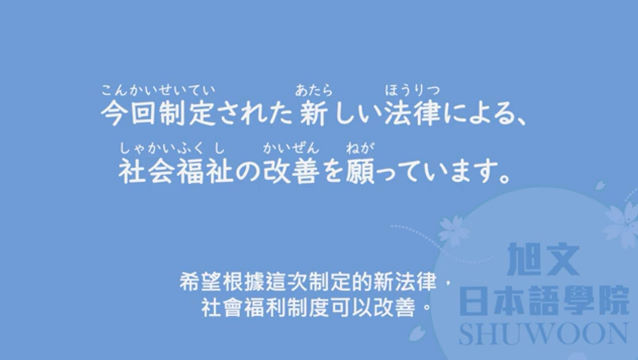 こんかいせいてい あたら ほうりつ
今回制定された新しい法律による、
しゃかいふくし かいぜん ねが
社会福祉の改善を願っています。
希望根據這次制定的新法律，
社會福利制度可以改善。
旭文
日本語學院
SHUWOON